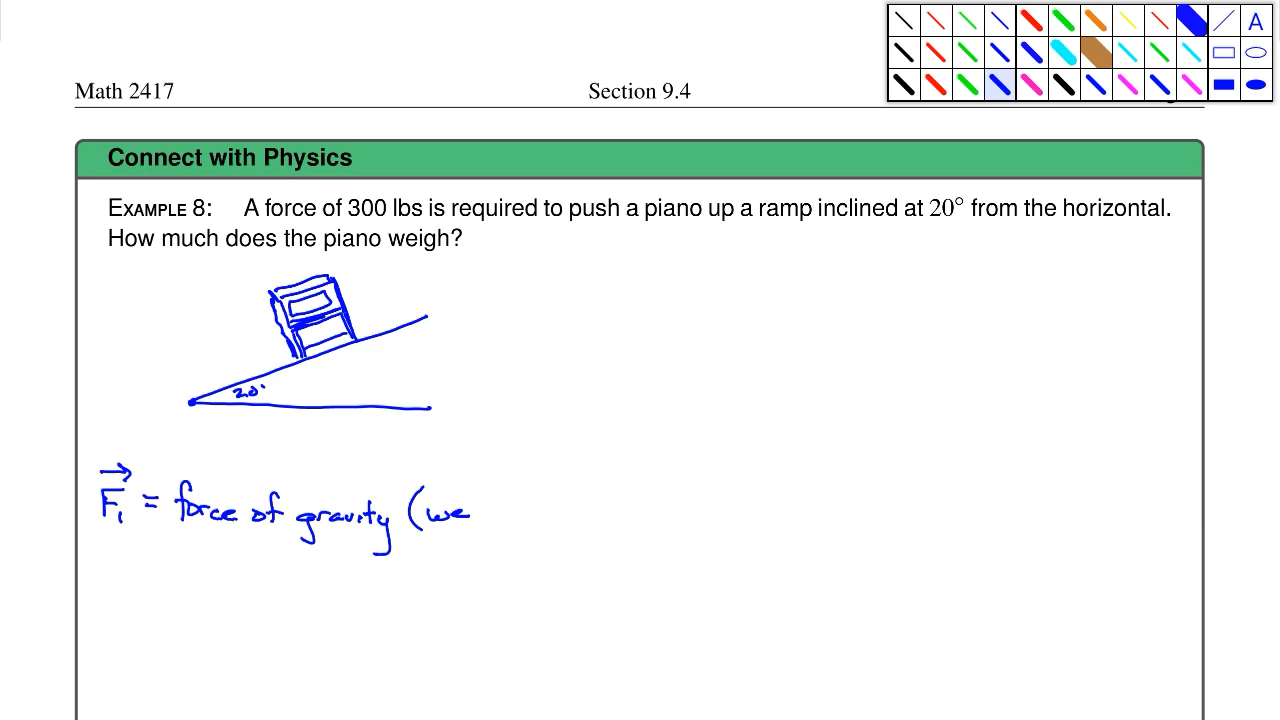 A
Math 2417 Section 9.4
Connect with Physics
EXAMPLE 8: A force of 300 lbs is required to push a piano up a ramp inclined at 20° from the horizontal.
How much does the piano weigh?
20°
F₁ = force of gravity (we